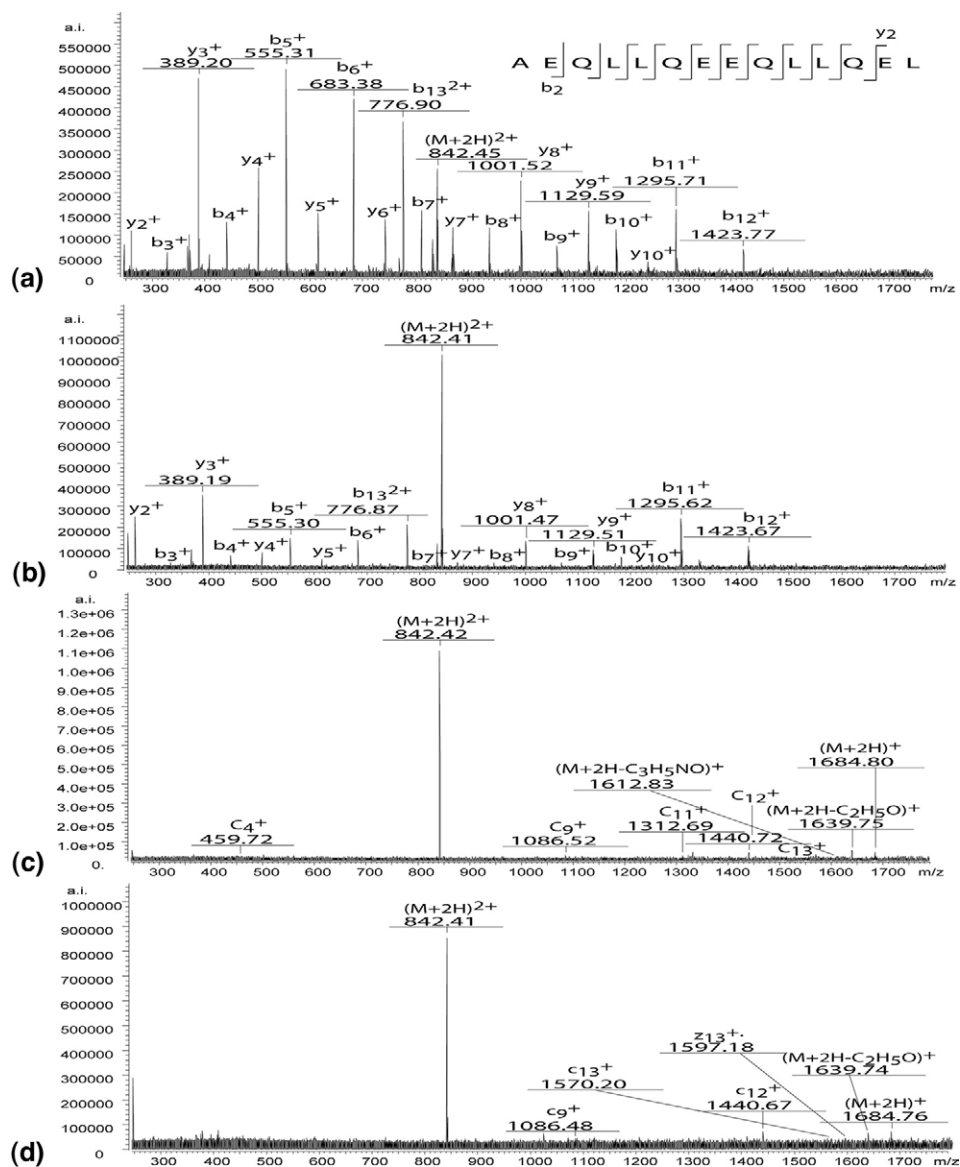 a.i.
y2
AEQLLQEEQLLQEL
b2
550000
500000
450000
400000
350000
300000
250000
200000
150000
100000
50000
0
y3+
389.20
b5+
555.31
b6+
683.38
b13 2+
776.90
(M+2H)2+
842.45
y8+
1001.52
y9+
1129.59
b11+
1295.71
b12+
1423.77
y2+
b3+
b4+
y4+
y5+
y6+
b7+
y7+
b8+
b9+
b10+
y10+
300 400 500 600 700 800 900 1000 1100 1200 1300 1400 1500 1600 1700 m/z
(a)
a.i.
1100000
1000000
900000
800000
700000
600000
500000
400000
300000
200000
100000
0
(M+2H)2+
842.41
y2+
y3+
389.19
b3+
b4+
y4+
b5+
555.30
y5+
b6+
b13 2+
776.87
b7+
y7+
b8+
y8+
1001.47
b9+
y9+
1129.51
b10+
y10+
b11+
1295.62
b12+
1423.67
300 400 500 600 700 800 900 1000 1100 1200 1300 1400 1500 1600 1700 m/z
(b)
a.i.
1.3e+06
1.2e+06
1.1e+06
1.0e+06
9.0e+05
8.0e+05
7.0e+05
6.0e+05
5.0e+05
4.0e+05
3.0e+05
2.0e+05
1.0e+05
0.
(M+2H)2+
842.42
C4+
459.72
C9+
1086.52
(M+2H-C3H5NO)+
1612.83
C11+
1312.69
C12+
1440.72
C13+
(M+2H)+
1684.80
(M+2H-C2H5O)+
1639.75
300 400 500 600 700 800 900 1000 1100 1200 1300 1400 1500 1600 1700 m/z
(c)
a.i.
1000000
900000
800000
700000
600000
500000
400000
300000
200000
100000
0
(M+2H)2+
842.41
c9+
1086.48
c13+
1570.20
z13+.
1597.18
c12+
1440.67
(M+2H-C2H5O)+
1639.74
(M+2H)+
1684.76
300 400 500 600 700 800 900 1000 1100 1200 1300 1400 1500 1600 1700 m/z
(d)